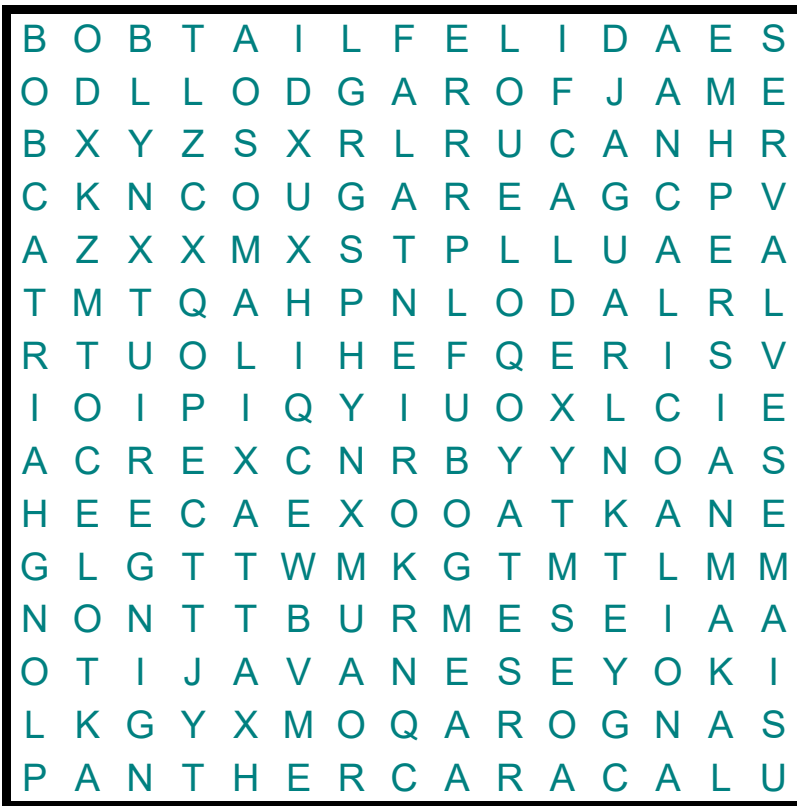 B O B T A I L F E L I D A E S
O D L L O D G A R O F J A M E
B X Y Z S X R L R U C A N H R
C K N C O U G A R E A G C P V
A Z X X M X S T P L L U A E A
T M T Q A H P N L O D A L R L
R T U O L I H E F Q E R I S V
I O I P I Q Y I U O X L C I E
A C R E X C N R B Y Y N O A S
H E E C A E X O O A T K A N E
G L G T T W M K G T M T L M M
N O N T T B U R M E S E I A A
O T I J A V A N E S E Y O K I
L K G Y X M O Q A R O G N A S
P A N T H E R C A R A C A L U